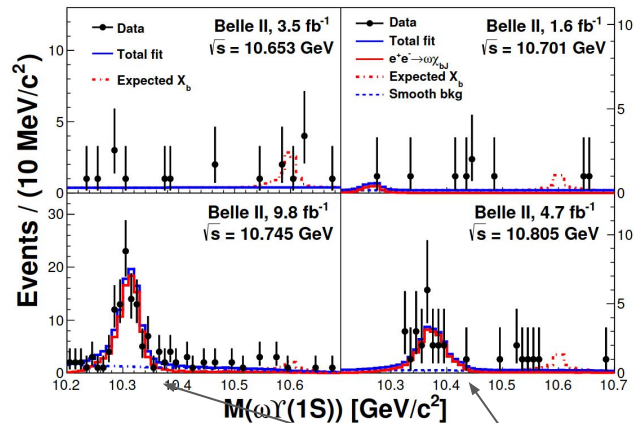 Belle II, 3.5 fb⁻¹
√s = 10.653 GeV
Data
Total fit
Expected X_b
Belle II, 1.6 fb⁻¹
√s = 10.701 GeV
Data
Total fit
e⁺e⁻→ωχ_bJ
Expected X_b
Smooth bkg
Belle II, 9.8 fb⁻¹
√s = 10.745 GeV
Belle II, 4.7 fb⁻¹
√s = 10.805 GeV
Events / (10 MeV/c²)
10
5
0
30
20
10
0
10
5
0
10
5
0
10.2 10.3 10.4 10.5 10.6
10.3 10.4 10.5 10.6 10.7
M(ωϒ(1S)) [GeV/c²]